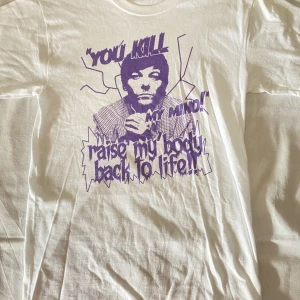 "YOU KILL
MY MIND!"
raise my body
back to life!!